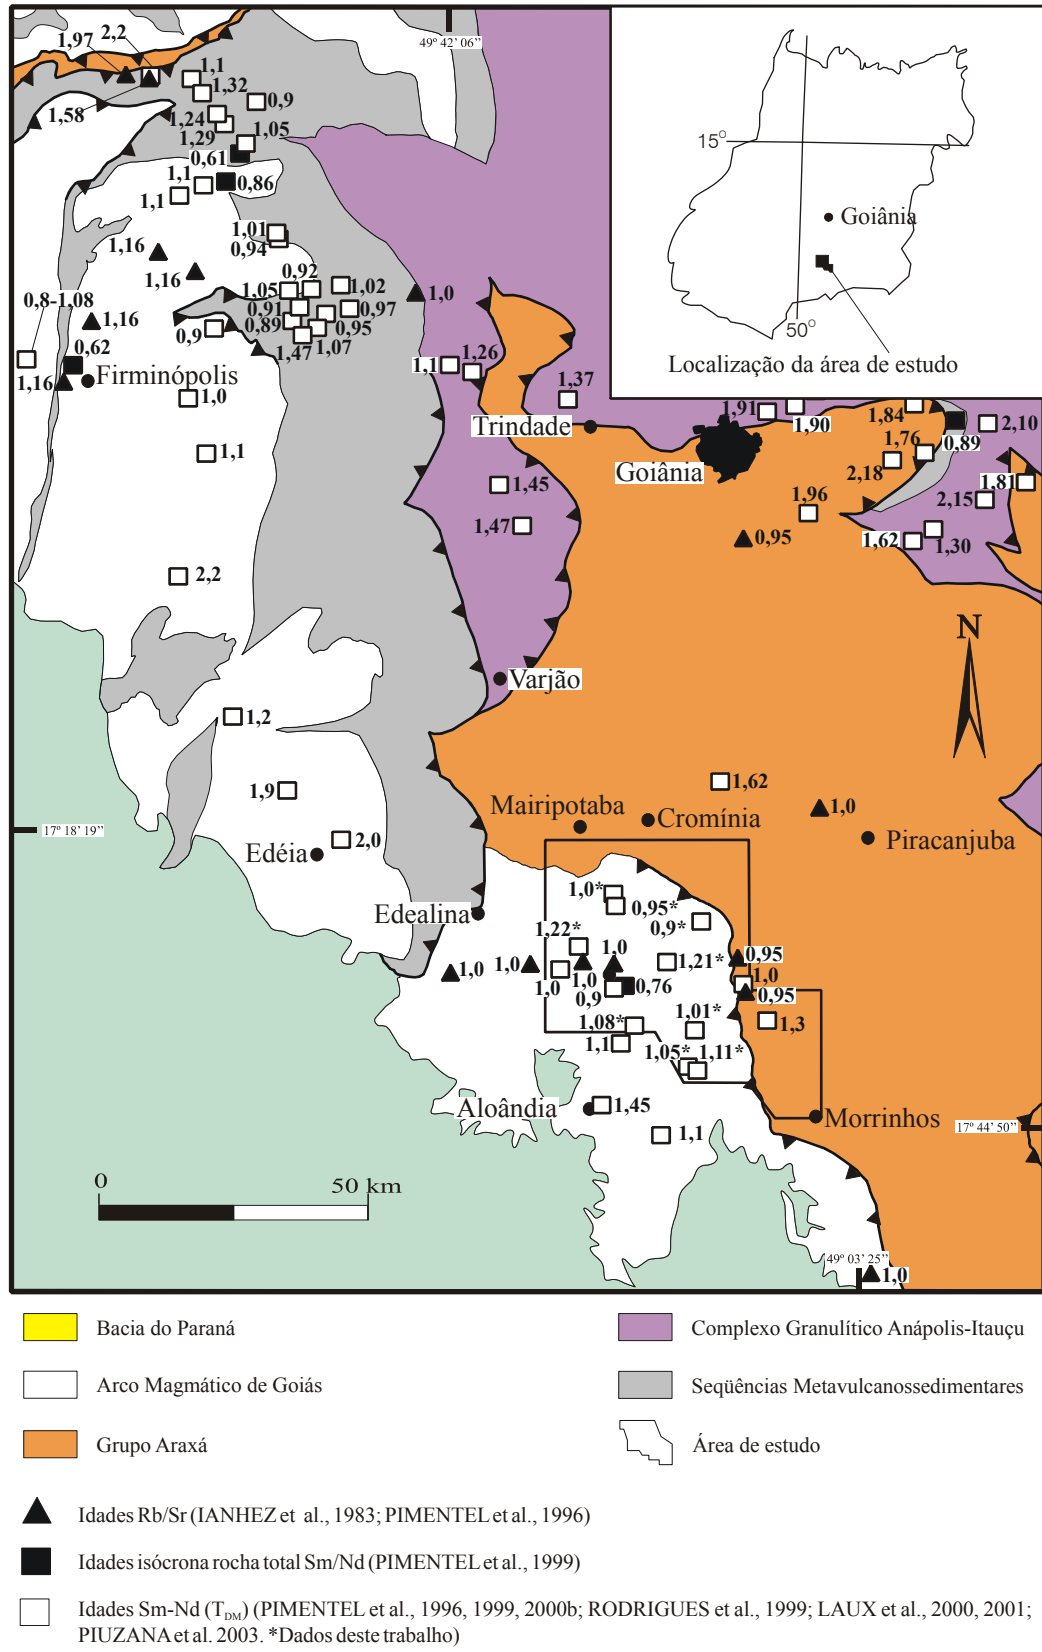 49º 42' 06''
2,2
1,97
1,58
1,1
1,32
0,9
1,24
1,29
1,05
0,61
1,1
0,86
1,1
1,01
0,94
1,16
1,16
0,92
1,05
1,02
0,91
0,97
0,89
0,95
1,47
1,07
1,0
0,8-1,08
1,16
0,9
0,62
1,16
Firminópolis
1,0
1,1
1,26
1,1
1,37
Trindade
Goiânia
1,91
1,90
1,84
1,76
0,89
2,10
2,18
1,81
2,15
1,96
0,95
1,62
1,30
1,45
1,47
2,2
15º
Goiânia
50º
Localização da área de estudo
N
Varjão
1,2
1,9
2,0
Edéia
17º 18' 19''
1,62
Mairipotaba
Cromínia
1,0
Piracanjuba
Edealina
1,0*
0,95*
0,9*
1,22*
1,0
1,21*
0,95
1,0
1,0
1,0
1,0
0,76
0,9
1,0
0,95
1,08*
1,01*
1,3
1,1
1,05*
1,11*
Aloândia
1,45
Morrinhos
1,1
17º 44' 50''
0
50 km
49º 03' 25''
1,0
Bacia do Paraná
Complexo Granulítico Anápolis-Itauçu
Arco Magmático de Goiás
Seqüências Metavulcanossedimentares
Grupo Araxá
Área de estudo
Idades Rb/Sr (IANHEZ et al., 1983; PIMENTEL et al., 1996)
Idades isócrona rocha total Sm/Nd (PIMENTEL et al., 1999)
Idades Sm-Nd (TDM) (PIMENTEL et al., 1996, 1999, 2000b; RODRIGUES et al., 1999; LAUX et al., 2000, 2001;
PIUZANA et al. 2003. *Dados deste trabalho)